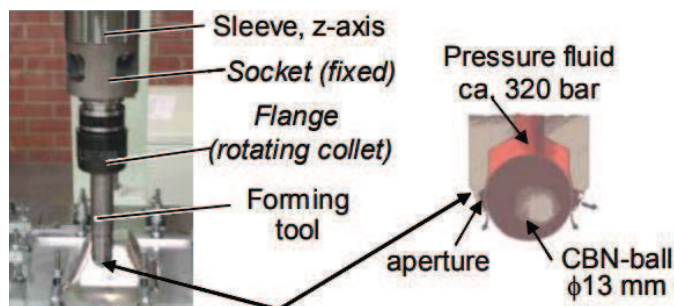 Sleeve, z-axis
Socket (fixed)
Flange
(rotating collet)
Forming
tool
Pressure fluid
ca, 320 bar
aperture
CBN-ball
ϕ13 mm